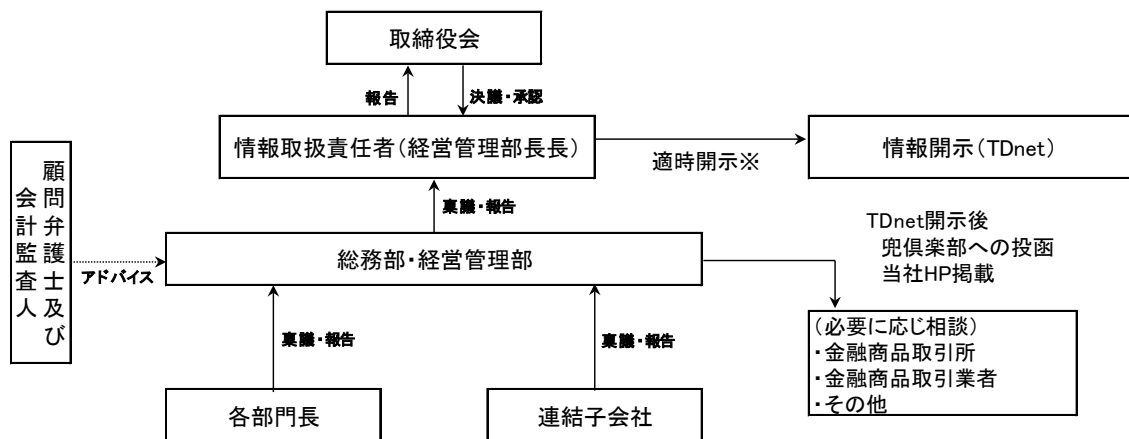 取締役会
報告
決議・承認
情報取扱責任者(経営管理部長長)
適時開示※
情報開示(TDnet)
稟議・報告
TDnet開示後
兜倶楽部への投函
当社HP掲載
顧問弁護士及び
会計監査人
アドバイス
総務部・経営管理部
(必要に応じ相談)
・金融商品取引所
・金融商品取引業者
・その他
稟議・報告
稟議・報告
各部門長
連結子会社